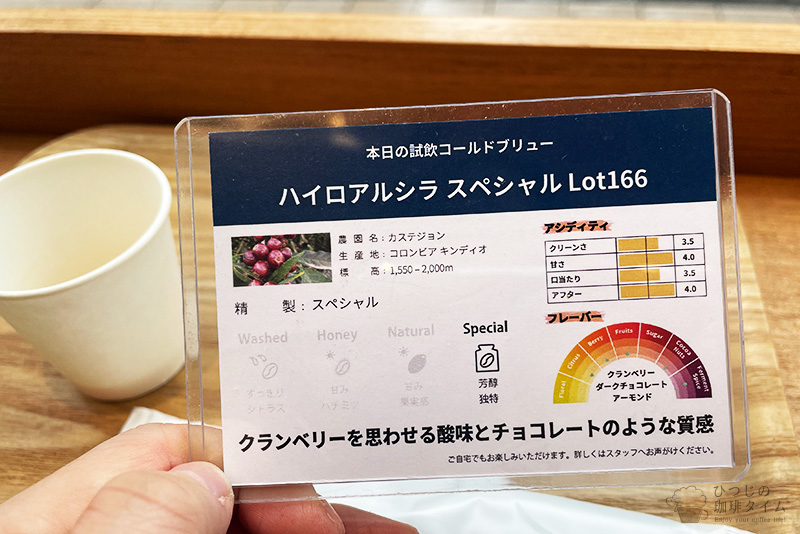 本日の試飲コールドブリュー
ハイロアルシラ スペシャル Lot166
農園名：カステジョン
生産地：コロンビア キンディオ
標高：1,550－2,000m
精製：スペシャル
Washed
すっきり
シトラス
Honey
甘み
ハチミツ
Natural
旨み
果実感
Special
芳醇
独特
アシディティ
クリーンさ 3.5
甘さ 4.0
口当たり 3.5
アフター 4.0
フレーバー
Floral
Citrus
Berry
Fruits
Sugar
Cocoa
Nuts
Ferment
Spice
クランベリー
ダークチョコレート
アーモンド
クランベリーを思わせる酸味とチョコレートのような質感
ご自宅でもお楽しみいただけます。詳しくはスタッフへお声がけください。
ひつじの
珈琲タイム
Enjoy your coffee life!